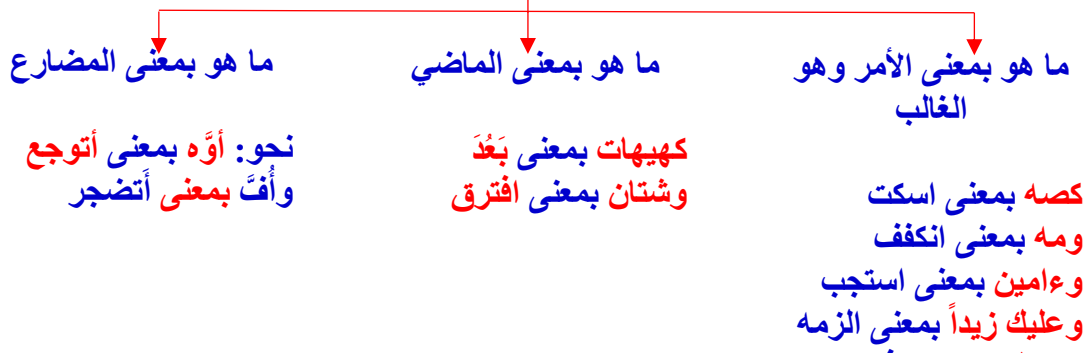 ما هو بمعنى الأمر وهو
الغالب
كصه بمعنى اسكت
ومه بمعنى انكفف
وءامين بمعنى استجب
وعليك زيداً بمعنى الزمه
ما هو بمعنى الماضي
كهيهات بمعنى بَعُدَ
وشتان بمعنى افترق
ما هو بمعنى المضارع
نحو: أوَّه بمعنى أتوجع
وأُفَّ بمعنى أَتضجر